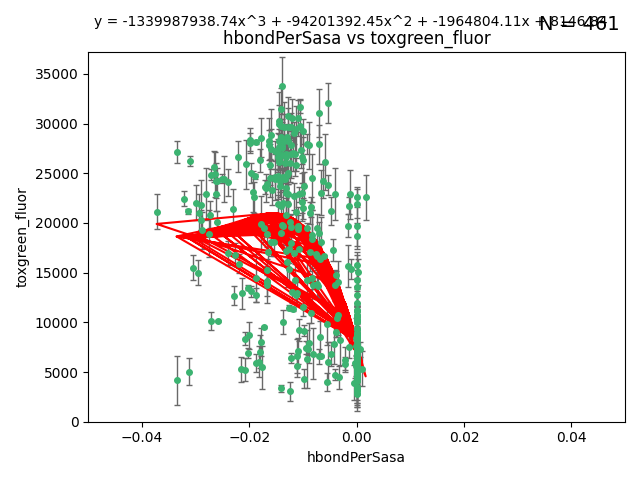 y = -1339987938.74x^3 + -94201392.45x^2 + -1964804.11x +
N = 461
hbondPerSasa vs toxgreen_fluor
35000
30000
25000
20000
15000
10000
5000
0
toxgreen_fluor
−0.04
−0.02
0.00
0.02
0.04
hbondPerSasa